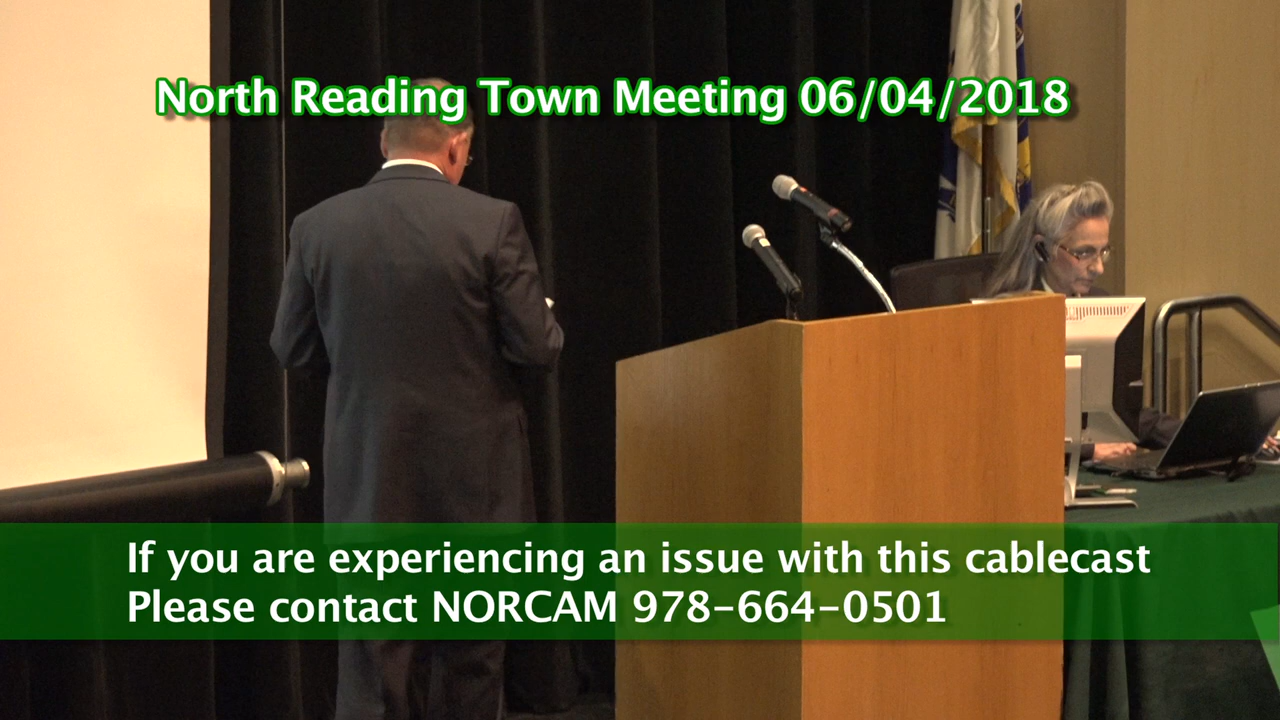 North Reading Town Meeting 06/04/2018
If you are experiencing an issue with this cablecast
Please contact NORCAM 978-664-0501